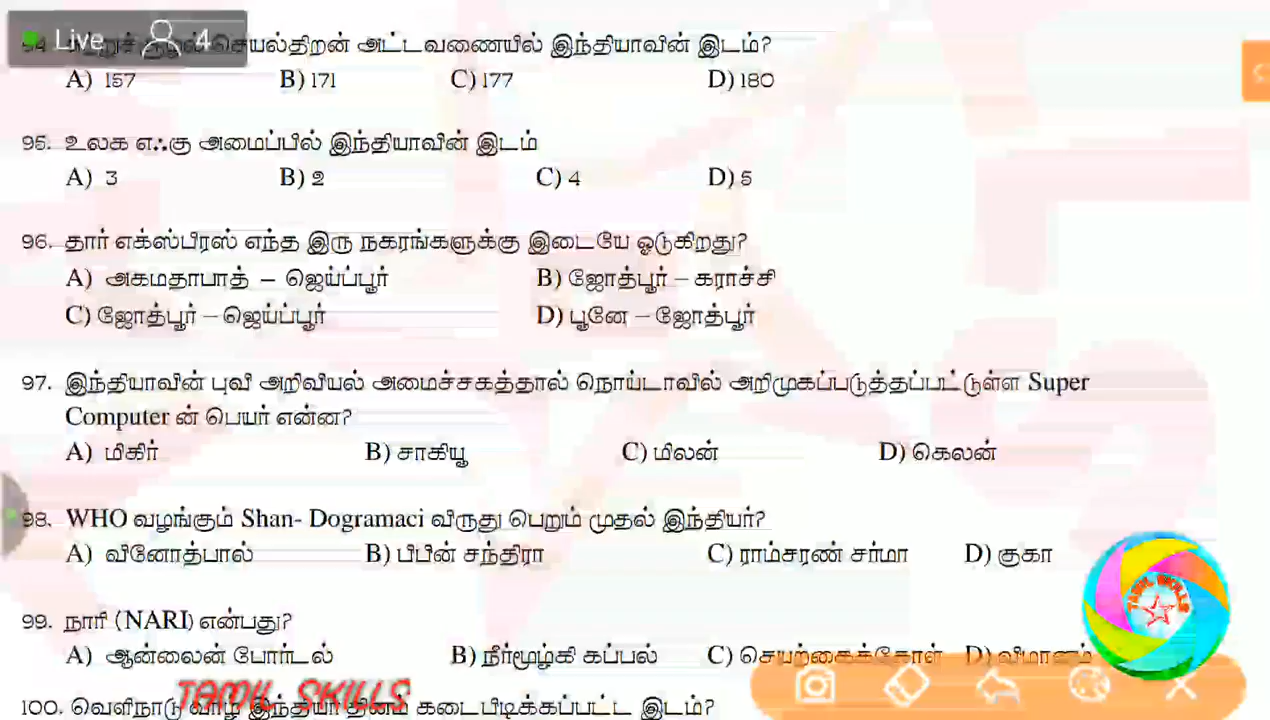 Live 4
செயல்திறன் அட்டவணையில் இந்தியாவின் இடம்?
A) 157 B) 171 C) 177 D) 180
95. உலக எஃகு அமைப்பில் இந்தியாவின் இடம்
A) 3 B) 2 C) 4 D) 5
96. தார் எக்ஸ்பிரஸ் எந்த இரு நகரங்களுக்கு இடையே ஓடுகிறது?
A) அகமதாபாத் – ஜெய்ப்பூர் B) ஜோத்பூர் – கராச்சி
C) ஜோத்பூர் – ஜெய்ப்பூர் D) பூனே – ஜோத்பூர்
97. இந்தியாவின் புவி அறிவியல் அமைச்சகத்தால் நொய்டாவில் அறிமுகப்படுத்தப்பட்டுள்ள Super
Computer ன் பெயர் என்ன?
A) மிகிர் B) சாகியூ C) மிலன் D) கெலன்
98. WHO வழங்கும் Shan- Dogramaci விருது பெறும் முதல் இந்தியர்?
A) வினோத்பால் B) பிபின் சந்திரா C) ராம்சரண் சர்மா D) குகா
99. நாரி (NARI) என்பது?
A) ஆன்லைன் போர்டல் B) நீர்மூழ்கி கப்பல் C) செயற்கைக்கோள் D) விமானம்
TAMIL SKILLS
TAMIL SKILLS
100. வெளிநாடு வாழ் இந்தியர் தினம் கடைபிடிக்கப்பட்ட இடம்?